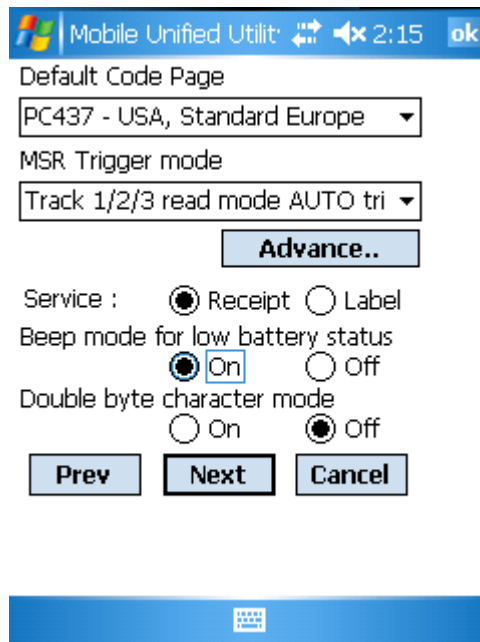 Mobile Unified Utilit 2:15 ok
Default Code Page
PC437 - USA, Standard Europe
MSR Trigger mode
Track 1/2/3 read mode AUTO tri
Advance..
Service : Receipt Label
Beep mode for low battery status
On Off
Double byte character mode
On Off
Prev Next Cancel